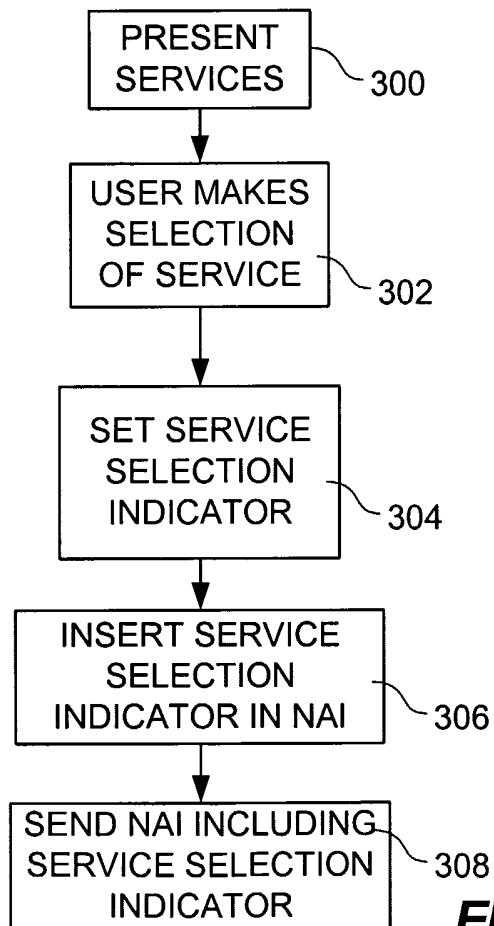 PRESENT
SERVICES
300
USER MAKES
SELECTION
OF SERVICE
302
SET SERVICE
SELECTION
INDICATOR
304
INSERT SERVICE
SELECTION
INDICATOR IN NAI
306
SEND NAI INCLUDING
SERVICE SELECTION
INDICATOR
308